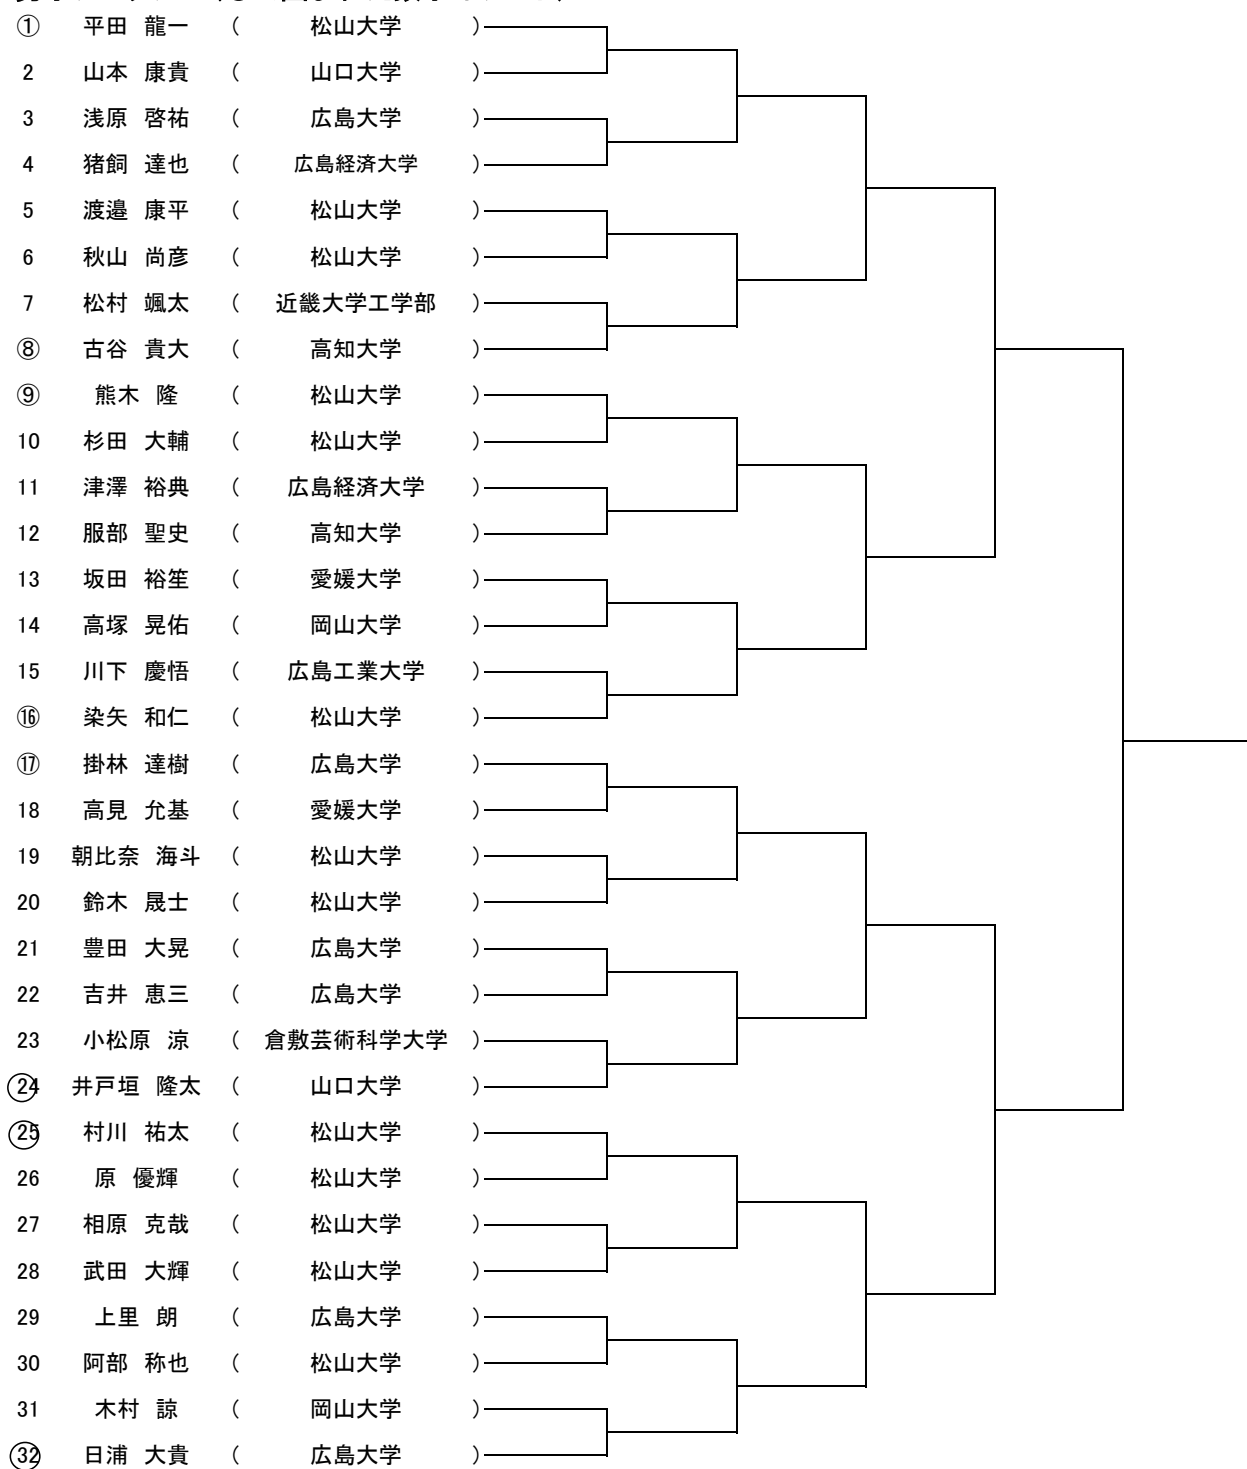 ① 平田 龍一 ( 松山大学 )
2 山本 康貴 ( 山口大学 )
3 浅原 啓祐 ( 広島大学 )
4 猪飼 達也 ( 広島経済大学 )
5 渡邉 康平 ( 松山大学 )
6 秋山 尚彦 ( 松山大学 )
7 松村 颯太 ( 近畿大学工学部 )
⑧ 古谷 貴大 ( 高知大学 )
⑨ 熊木 隆 ( 松山大学 )
10 杉田 大輔 ( 松山大学 )
11 津澤 裕典 ( 広島経済大学 )
12 服部 聖史 ( 高知大学 )
13 坂田 裕笙 ( 愛媛大学 )
14 高塚 晃佑 ( 岡山大学 )
15 川下 慶悟 ( 広島工業大学 )
⑯ 染矢 和仁 ( 松山大学 )
⑰ 掛林 達樹 ( 広島大学 )
18 高見 允基 ( 愛媛大学 )
19 朝比奈 海斗 ( 松山大学 )
20 鈴木 晟士 ( 松山大学 )
21 豊田 大晃 ( 広島大学 )
22 吉井 恵三 ( 広島大学 )
23 小松原 涼 ( 倉敷芸術科学大学 )
㉔ 井戸垣 隆太 ( 山口大学 )
㉕ 村川 祐太 ( 松山大学 )
26 原 優輝 ( 松山大学 )
27 相原 克哉 ( 松山大学 )
28 武田 大輝 ( 松山大学 )
29 上里 朗 ( 広島大学 )
30 阿部 称也 ( 松山大学 )
31 木村 諒 ( 岡山大学 )
㉜ 日浦 大貴 ( 広島大学 )